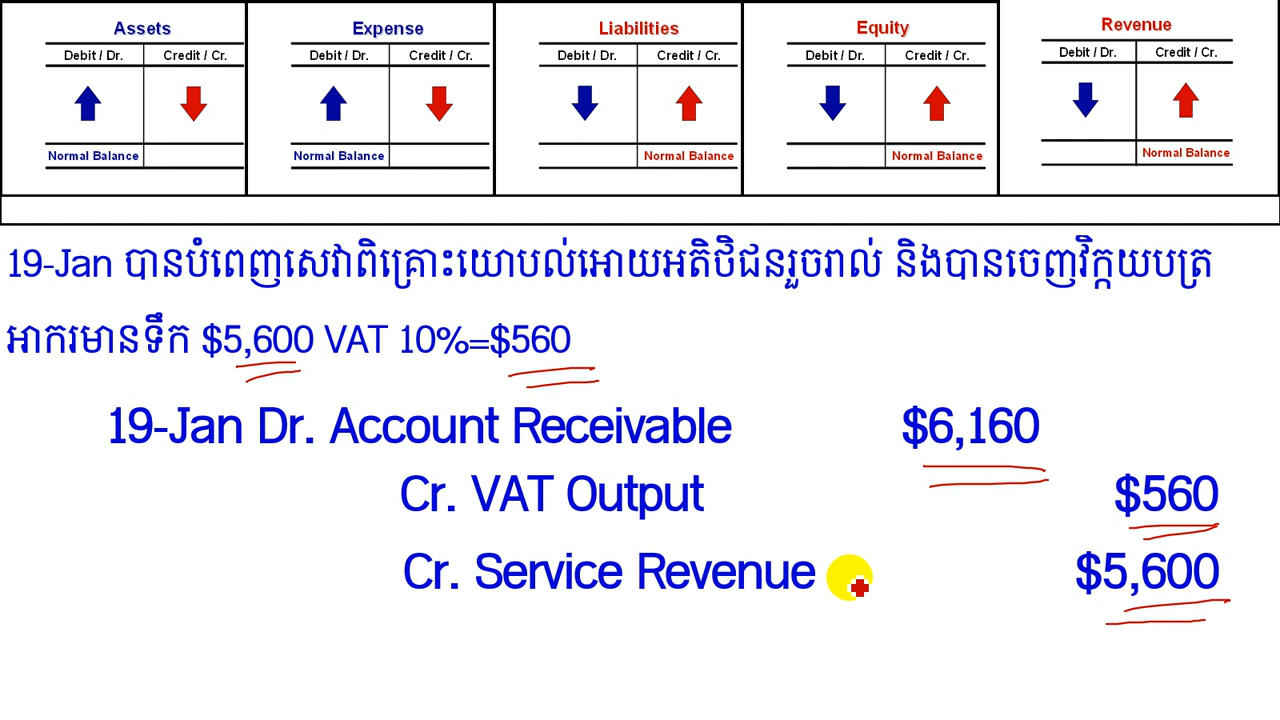 Assets Expense Liabilities Equity Revenue
Debit / Dr. Credit / Cr. Debit / Dr. Credit / Cr. Debit / Dr. Credit / Cr. Debit / Dr. Credit / Cr. Debit / Dr. Credit / Cr.
Normal Balance Normal Balance Normal Balance Normal Balance Normal Balance
19-Jan បានបំពេញសេវាពិគ្រោះយោបល់អោយអតិថិជនរួចរាល់ និងបានចេញវិក្កយបត្រ
អាករមានទឹក $5,600 VAT 10%=$560
19-Jan Dr. Account Receivable $6,160
Cr. VAT Output $560
Cr. Service Revenue $5,600